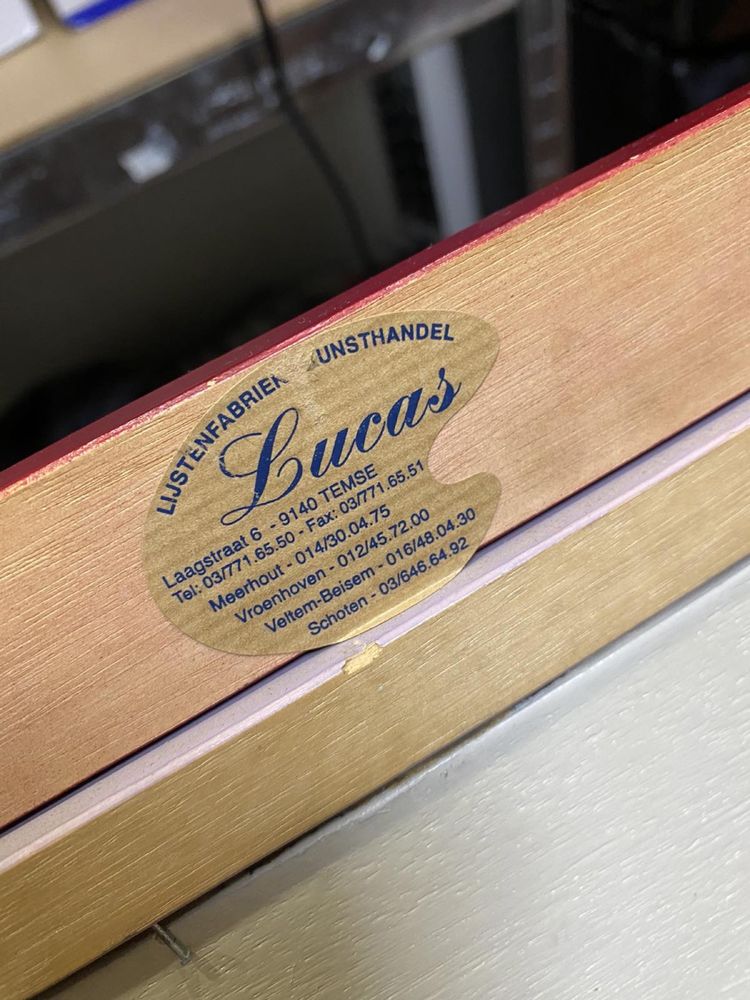 LIJSTENFABRIEK KUNSTHANDEL
Lucas
Laagstraat 6 - 9140 TEMSE
Tel: 03/771.65.50 - Fax: 03/771.65.51
Meerhout - 014/30.04.75
Vroenhoven - 012/45.72.00
Veltem-Beisem - 016/48.04.30
Schoten - 03/646.64.92